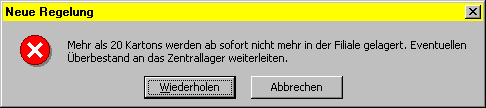 Neue Regelung
Mehr als 20 Kartons werden ab sofort nicht mehr in der Filiale gelagert. Eventuellen
Überbestand an das Zentrallager weiterleiten.
Wiederholen Abbrechen